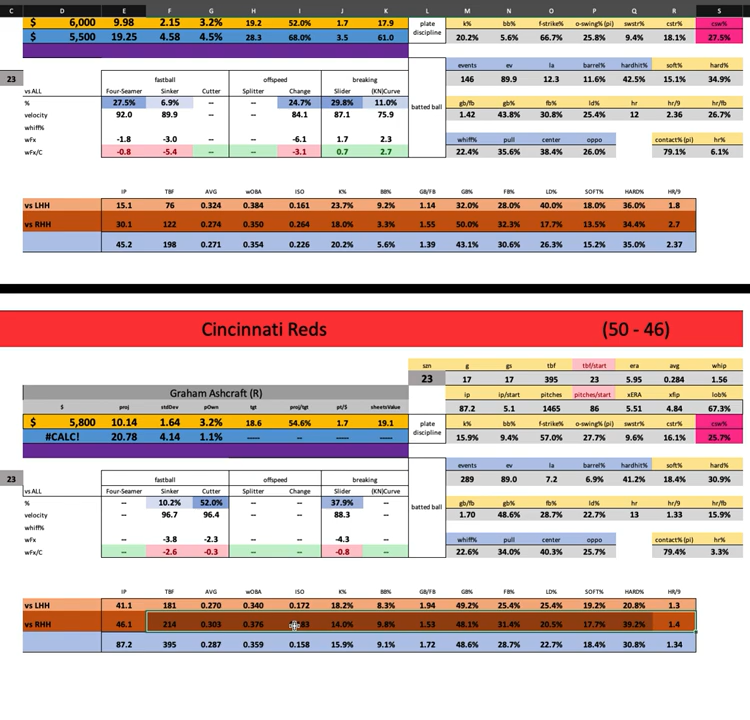 C D E F G H I J K L M N O P Q R S
$ 6,000 9.98 2.15 3.2% 19.2 52.0% 1.7 17.9 plate discipline k% bb% f-strike% o-swing% (pi) swstr% cstr% csw%
$ 5,500 19.25 4.58 4.5% 28.3 68.0% 3.5 61.0 20.2% 5.6% 66.7% 25.8% 9.4% 18.1% 27.5%
events ev la barrel% hardhit% soft% hard%
23 fastball offspeed breaking 146 89.9 12.3 11.6% 42.5% 15.1% 34.9%
vs ALL Four-Seamer Sinker Cutter Splitter Change Slider (KN)Curve
% 27.5% 6.9% -- -- 24.7% 29.8% 11.0% batted ball gb/fb gb% fb% ld% hr hr/9 hr/fb
velocity 92.0 89.9 -- -- 84.1 87.1 75.9 1.42 43.8% 30.8% 25.4% 12 2.36 26.7%
whiff%
wFx -1.8 -3.0 -6.1 1.7 2.3 whiff% pull center oppo contact% (pi) hr%
wFx/C -0.8 -5.4 -- -- -3.1 0.7 2.7 22.4% 35.6% 38.4% 26.0% 79.1% 6.1%
IP TBF AVG wOBA ISO K% BB% GB/FB GB% FB% LD% SOFT% HARD% HR/9
vs LHH 15.1 76 0.324 0.384 0.161 23.7% 9.2% 1.14 32.0% 28.0% 40.0% 18.0% 36.0% 1.8
vs RHH 30.1 122 0.274 0.350 0.264 18.0% 3.3% 1.55 50.0% 32.3% 17.7% 13.5% 34.4% 2.7
45.2 198 0.271 0.354 0.226 20.2% 5.6% 1.39 43.1% 30.6% 26.3% 15.2% 35.0% 2.37
Cincinnati Reds (50 - 46)
szn g gs tbf tbf/start era avg whip
23 17 17 395 23 5.95 0.284 1.56
Graham Ashcraft (R)
ip ip/start pitches pitches/start xERA xfip lob%
$ proj stdDev pOwn tgt proj/tgt pt/$ sheetsValue 87.2 5.1 1465 86 5.51 4.84 67.3%
$ 5,800 10.14 1.64 3.2% 18.6 54.6% 1.7 19.1 plate discipline k% bb% f-strike% o-swing% (pi) swstr% cstr% csw%
#CALC! 20.78 4.14 1.1% ----- ----- ----- ----- 15.9% 9.4% 57.0% 27.7% 9.6% 16.1% 25.7%
events ev la barrel% hardhit% soft% hard%
23 fastball offspeed breaking 289 89.0 7.2 6.9% 41.2% 18.4% 30.9%
vs ALL Four-Seamer Sinker Cutter Splitter Change Slider (KN)Curve
% -- 10.2% 52.0% -- -- 37.9% -- batted ball gb/fb gb% fb% ld% hr hr/9 hr/fb
velocity -- 96.7 96.4 -- -- 88.3 -- 1.70 48.6% 28.7% 22.7% 13 1.33 15.9%
whiff%
wFx -- -3.8 -2.3 -- -- -4.3 -- whiff% pull center oppo contact% (pi) hr%
wFx/C -- -2.6 -0.3 -- -- -0.8 -- 22.6% 34.0% 40.3% 25.7% 79.4% 3.3%
IP TBF AVG wOBA ISO K% BB% GB/FB GB% FB% LD% SOFT% HARD% HR/9
vs LHH 41.1 181 0.270 0.340 0.172 18.2% 8.3% 1.94 49.2% 25.4% 25.4% 19.2% 20.8% 1.3
vs RHH 46.1 214 0.303 0.376 14.0% 9.8% 1.53 48.1% 31.4% 20.5% 17.7% 39.2% 1.4
87.2 395 0.287 0.359 0.158 15.9% 9.1% 1.72 48.6% 28.7% 22.7% 18.4% 30.8% 1.34